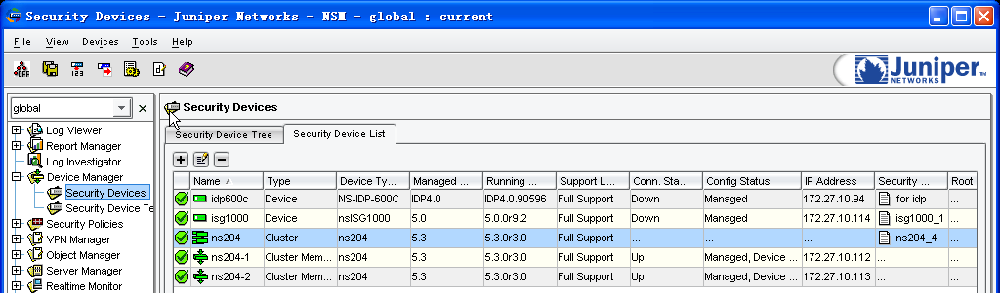 Security Devices - Juniper Networks - NSM - global : current
File View Devices Tools Help
OFF 123
Juniper NETWORKS
global
Security Devices
Log Viewer
Report Manager
Log Investigator
Device Manager
Security Devices
Security Device Te
Security Policies
VPN Manager
Object Manager
Server Manager
Realtime Monitor
Security Device Tree Security Device List
Name / Type Device Ty... Managed ... Running ... Support L... Conn. Sta... Config Status IP Address Security ... Root
idp600c Device NS-IDP-600C IDP4.0 IDP4.0.90596 Full Support Down Managed 172.27.10.94 for idp ...
isg1000 Device nsISG1000 5.0 5.0.0r9.2 Full Support Down Managed 172.27.10.114 isg1000_1 ...
ns204 Cluster ns204 5.3 5.3.0r3.0 Full Support ... ... ... ns204_4 ...
ns204-1 Cluster Mem... ns204 5.3 5.3.0r3.0 Full Support Up Managed, Device ... 172.27.10.112 ... ...
ns204-2 Cluster Mem... ns204 5.3 5.3.0r3.0 Full Support Up Managed, Device ... 172.27.10.113 ... ...